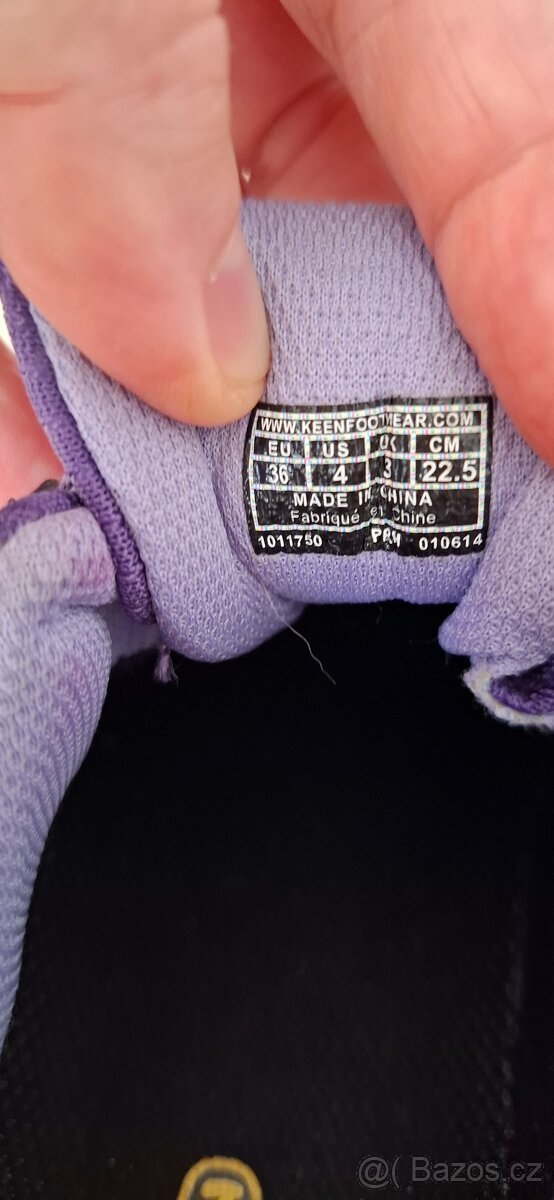 WWW.KEENFOOTWEAR.COM
EU US UK CM
36 4 3 22.5
MADE IN CHINA
Fabriqué en Chine
1011750 010614
@( Bazos.cz